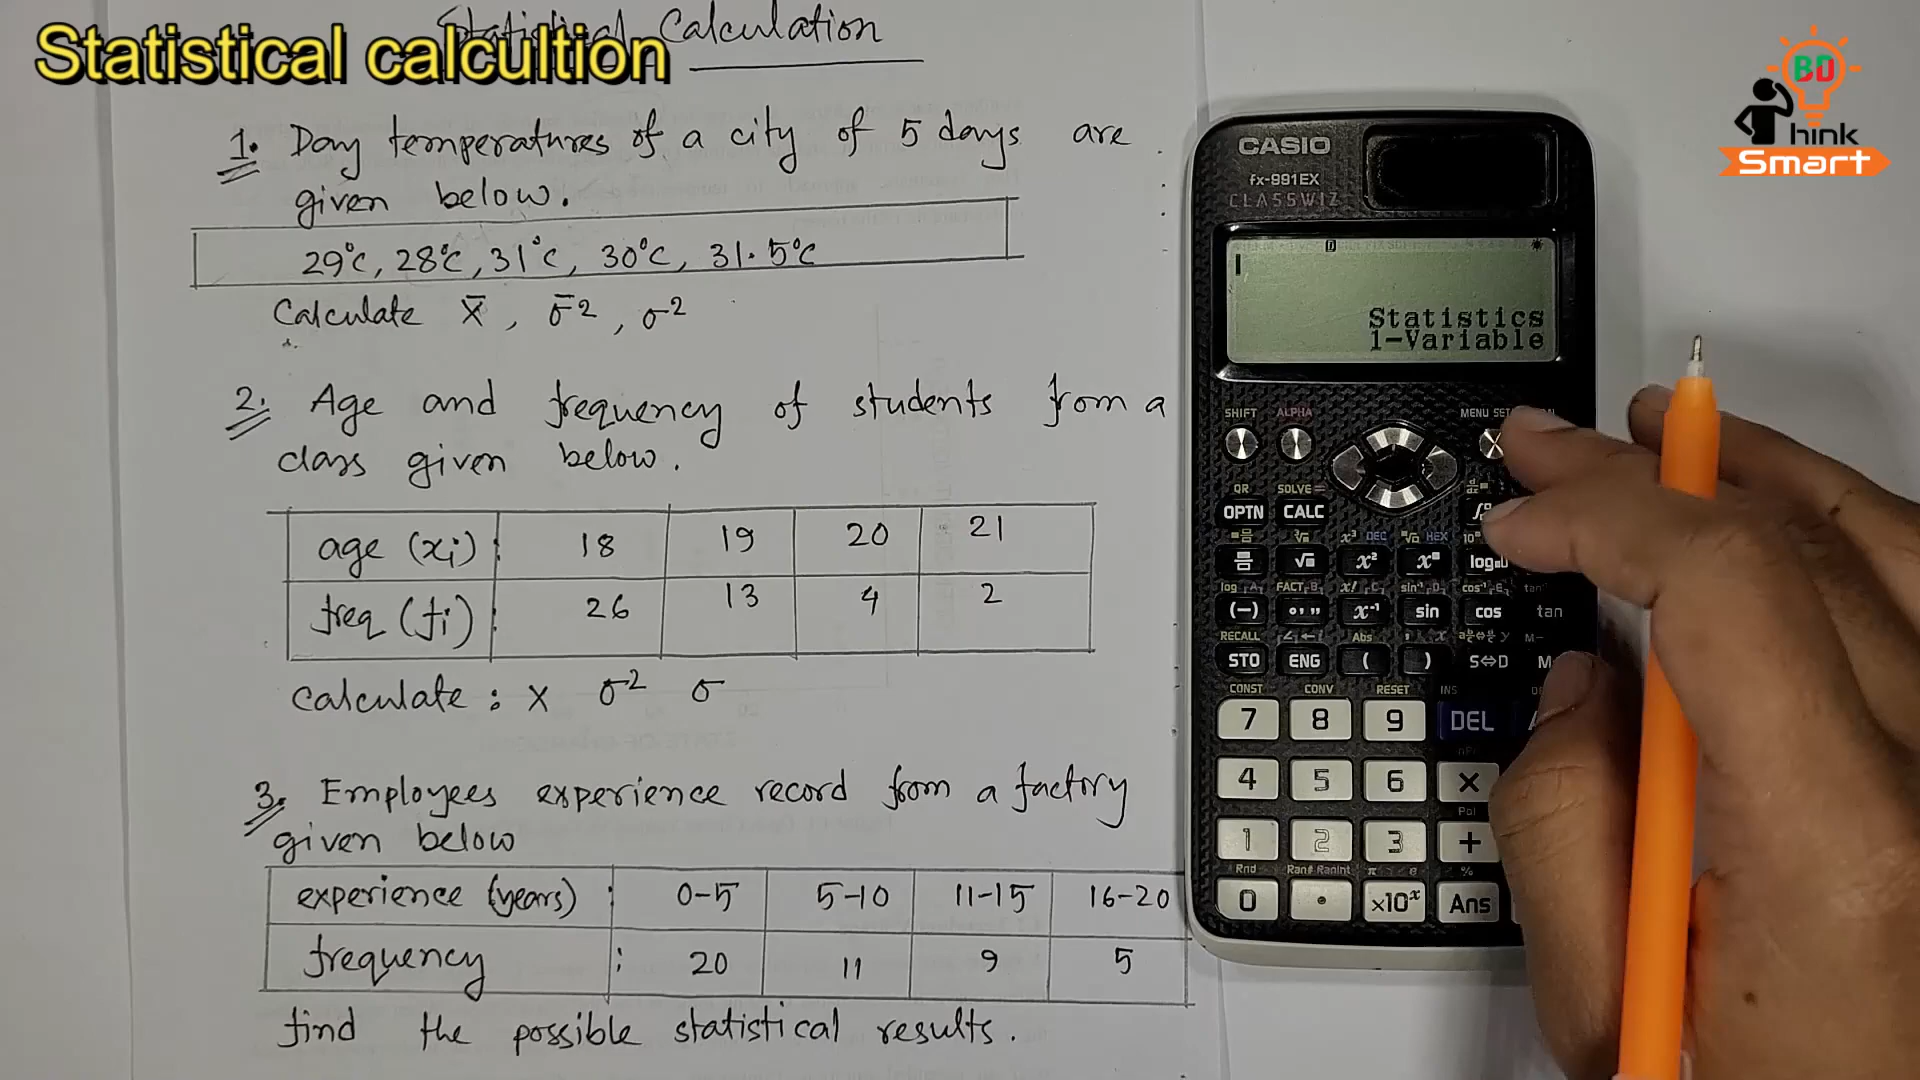 Statistical Calculation
Statistical calcultion
1. Day temperatures of a city of 5 days are
given below.
29°C, 28°C, 31°C, 30°C, 31.5°C
Calculate x̄, σ̄2, σ2
2. Age and frequency of students from a
class given below.
age (xi) : 18 19 20 21
freq (fi) : 26 13 4 2
calculate : x σ2 σ
3. Employees experience record from a factory
given below
experience (years) : 0-5 5-10 11-15 16-20
frequency : 20 11 9 5
find the possible statistical results.
BD
hink
Smart
CASIO
fx-991EX
CLASSWIZ
Statistics
1-Variable
SHIFT ALPHA MENU SET
QR SOLVE =
OPTN CALC
√ x² log
FACT
(−) x⁻¹ sin cos tan
RECALL Abs
STO ENG ( ) S⇔D M
CONST CONV RESET INS
7 8 9 DEL
4 5 6 ×
Pol
1 2 3 +
Rnd Ran# RanInt π e %
0 . ×10ˣ Ans